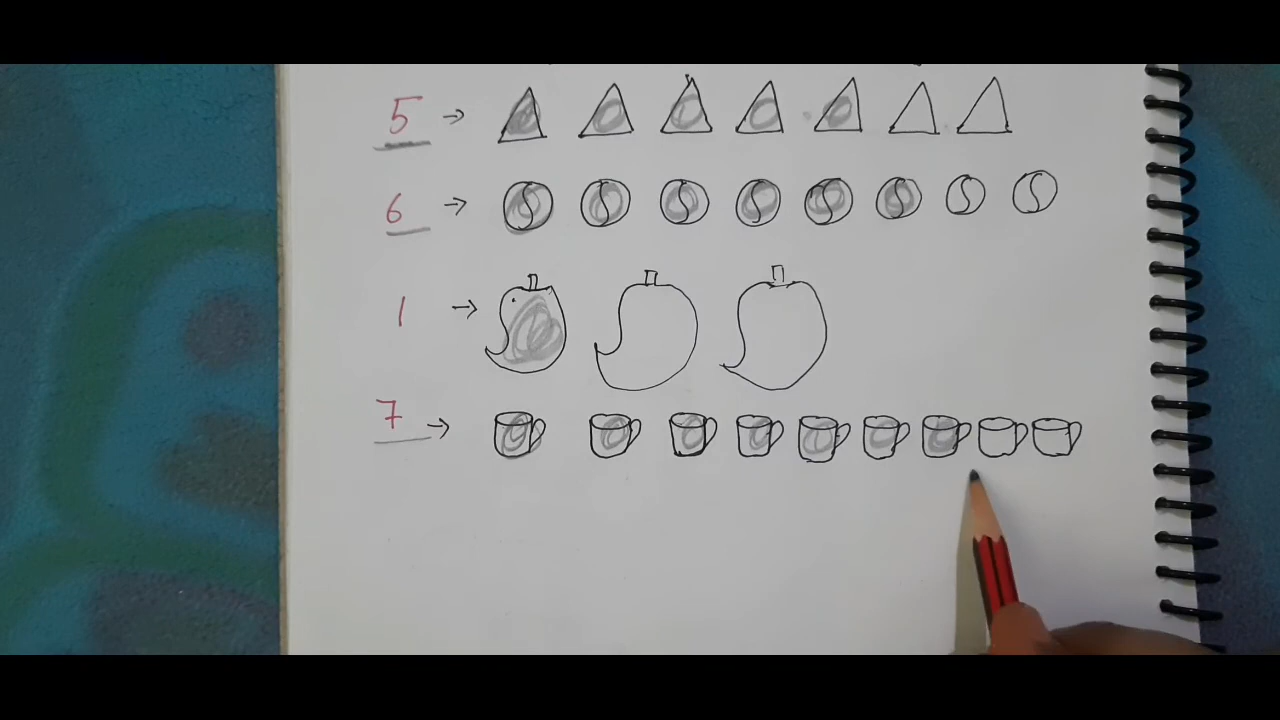 5 →
6 →
1 →
7 →